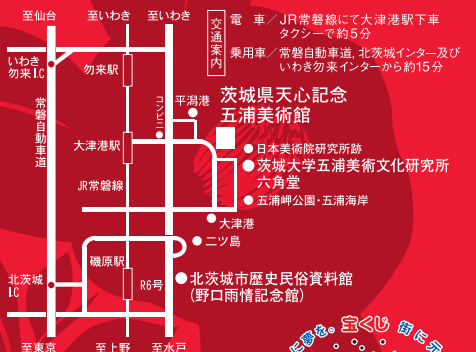 至仙台
至いわき
至いわき
交通案内
電　車／JR常磐線にて大津港駅下車
タクシーで約5分
乗用車／常磐自動車道，北茨城インター及び
いわき勿来インターから約15分
いわき
勿来I.C
勿来駅
常磐自動車道
コンビニ
平潟港
茨城県天心記念
五浦美術館
大津港駅
日本美術院研究所跡
茨城大学五浦美術文化研究所
六角堂
JR常磐線
五浦岬公園・五浦海岸
大津港
二ツ島
磯原駅
北茨城
I.C
R6号
北茨城市歴史民俗資料館
(野口雨情記念館)
に夢を。宝くじ 街に元
至東京
至上野
至水戸